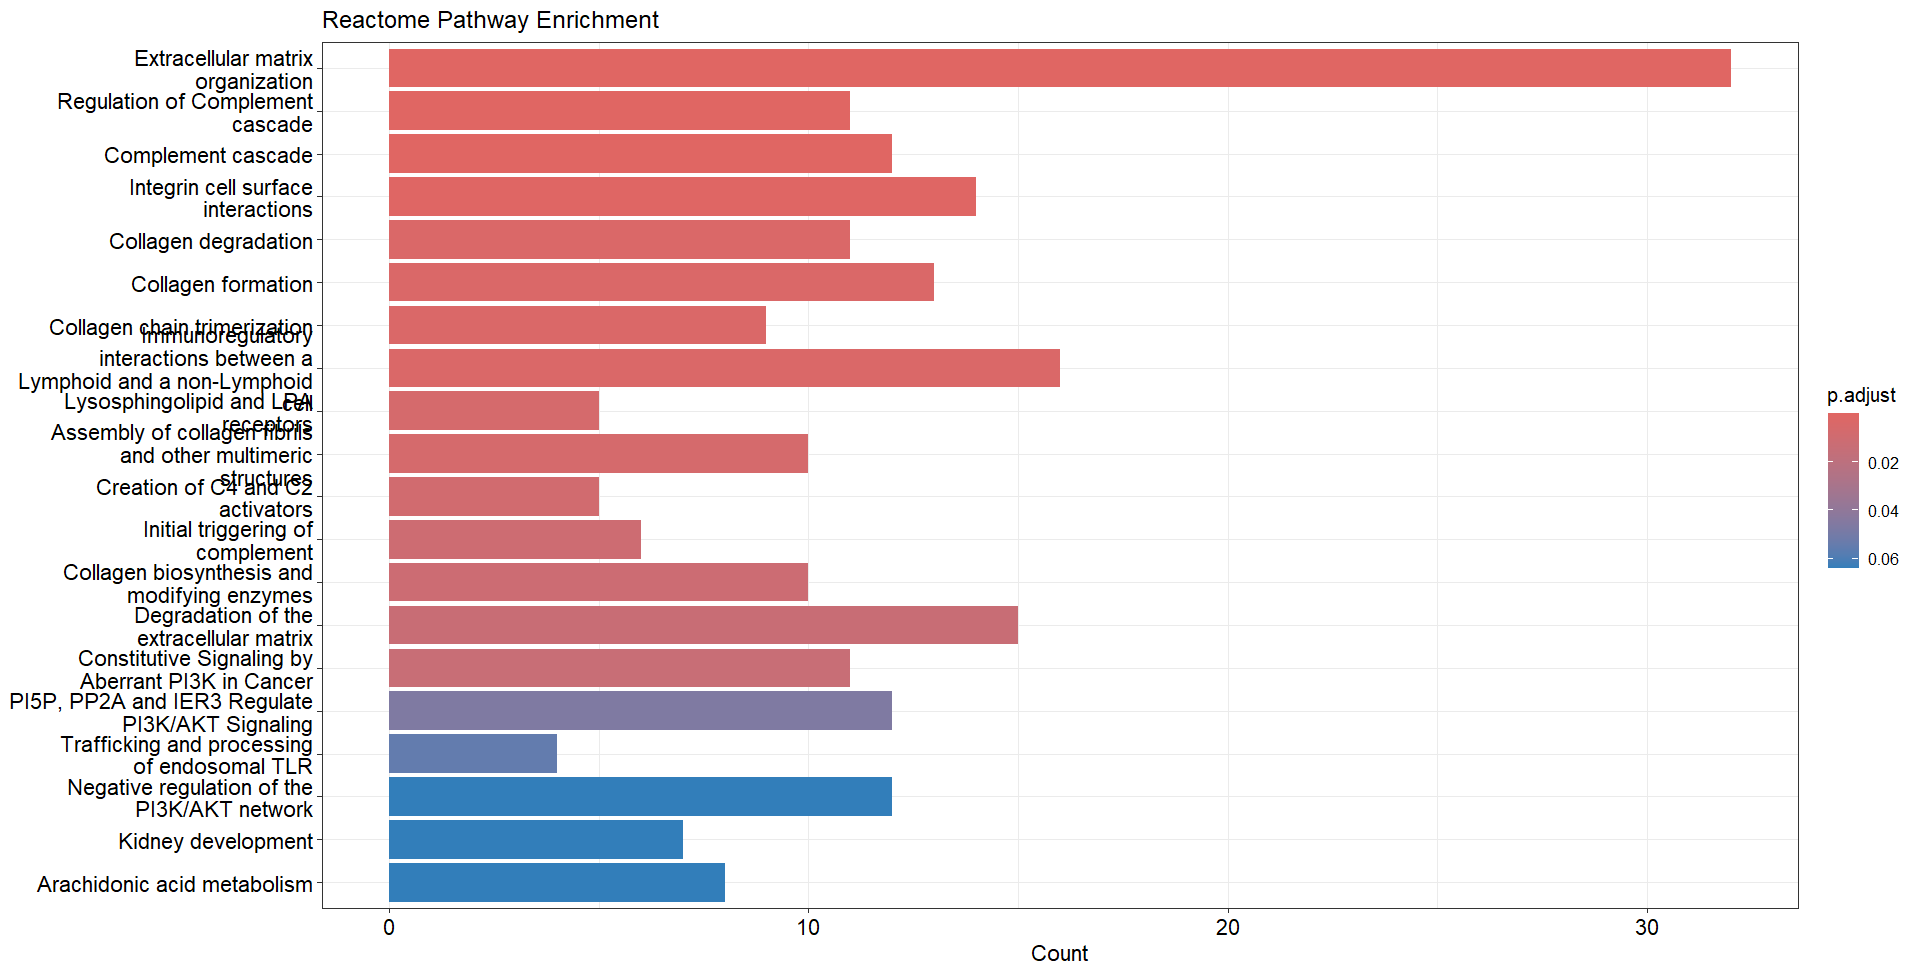 Reactome Pathway Enrichment
Extracellular matrix
organization
Regulation of Complement
cascade
Complement cascade
Integrin cell surface
interactions
Collagen degradation
Collagen formation
Collagen chain trimerization
Immunoregulatory
interactions between a
Lymphoid and a non-Lymphoid
cell
Lysosphingolipid and LPA
receptors
Assembly of collagen fibrils
and other multimeric
structures
Creation of C4 and C2
activators
Initial triggering of
complement
Collagen biosynthesis and
modifying enzymes
Degradation of the
extracellular matrix
Constitutive Signaling by
Aberrant PI3K in Cancer
PI5P, PP2A and IER3 Regulate
PI3K/AKT Signaling
Trafficking and processing
of endosomal TLR
Negative regulation of the
PI3K/AKT network
Kidney development
Arachidonic acid metabolism
0
10
20
30
Count
p.adjust
0.02
0.04
0.06